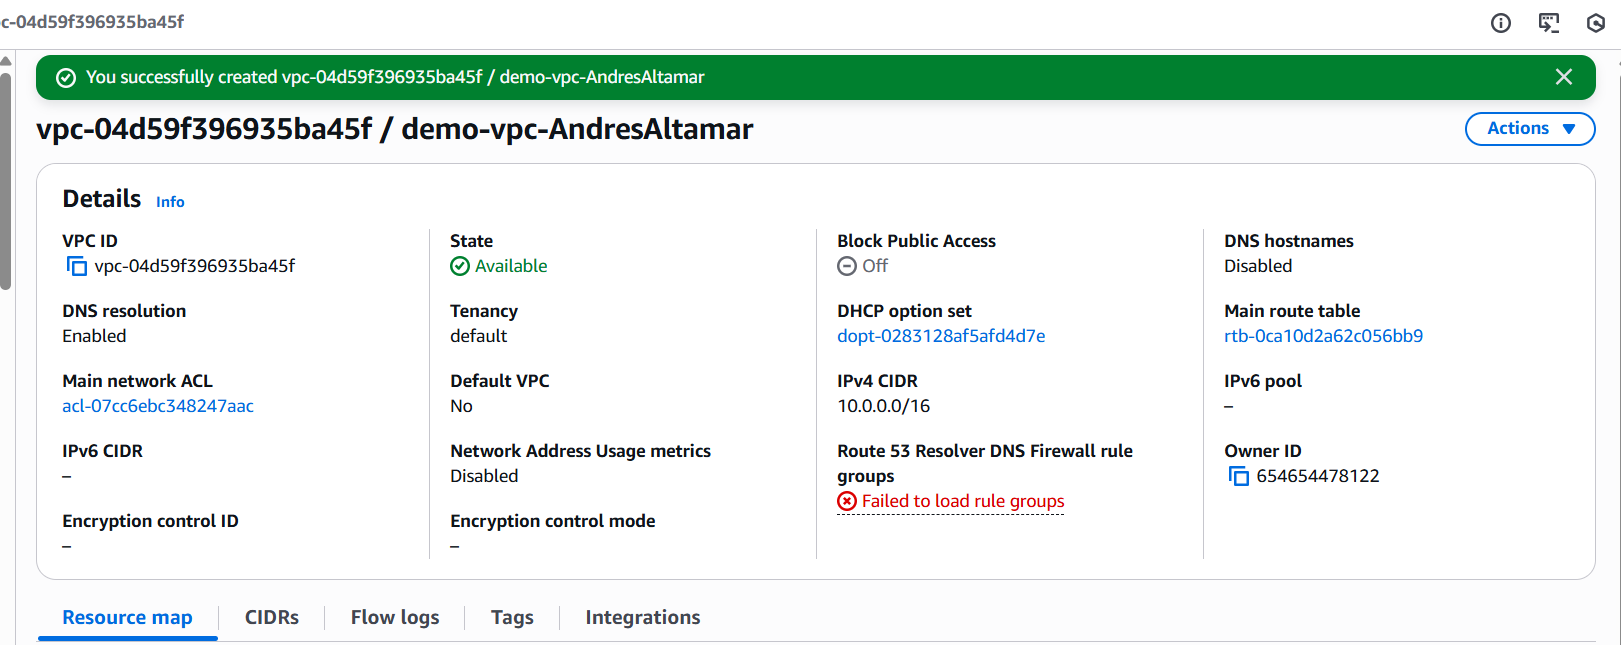 c-04d59f396935ba45f
You successfully created vpc-04d59f396935ba45f / demo-vpc-AndresAltamar
vpc-04d59f396935ba45f / demo-vpc-AndresAltamar
Actions
Details Info
VPC ID
vpc-04d59f396935ba45f
State
Available
Block Public Access
Off
DNS hostnames
Disabled
DNS resolution
Enabled
Tenancy
default
DHCP option set
dopt-0283128af5afd4d7e
Main route table
rtb-0ca10d2a62c056bb9
Main network ACL
acl-07cc6ebc348247aac
Default VPC
No
IPv4 CIDR
10.0.0.0/16
IPv6 pool
–
IPv6 CIDR
–
Network Address Usage metrics
Disabled
Route 53 Resolver DNS Firewall rule
groups
Failed to load rule groups
Owner ID
654654478122
Encryption control ID
–
Encryption control mode
–
Resource map
CIDRs
Flow logs
Tags
Integrations